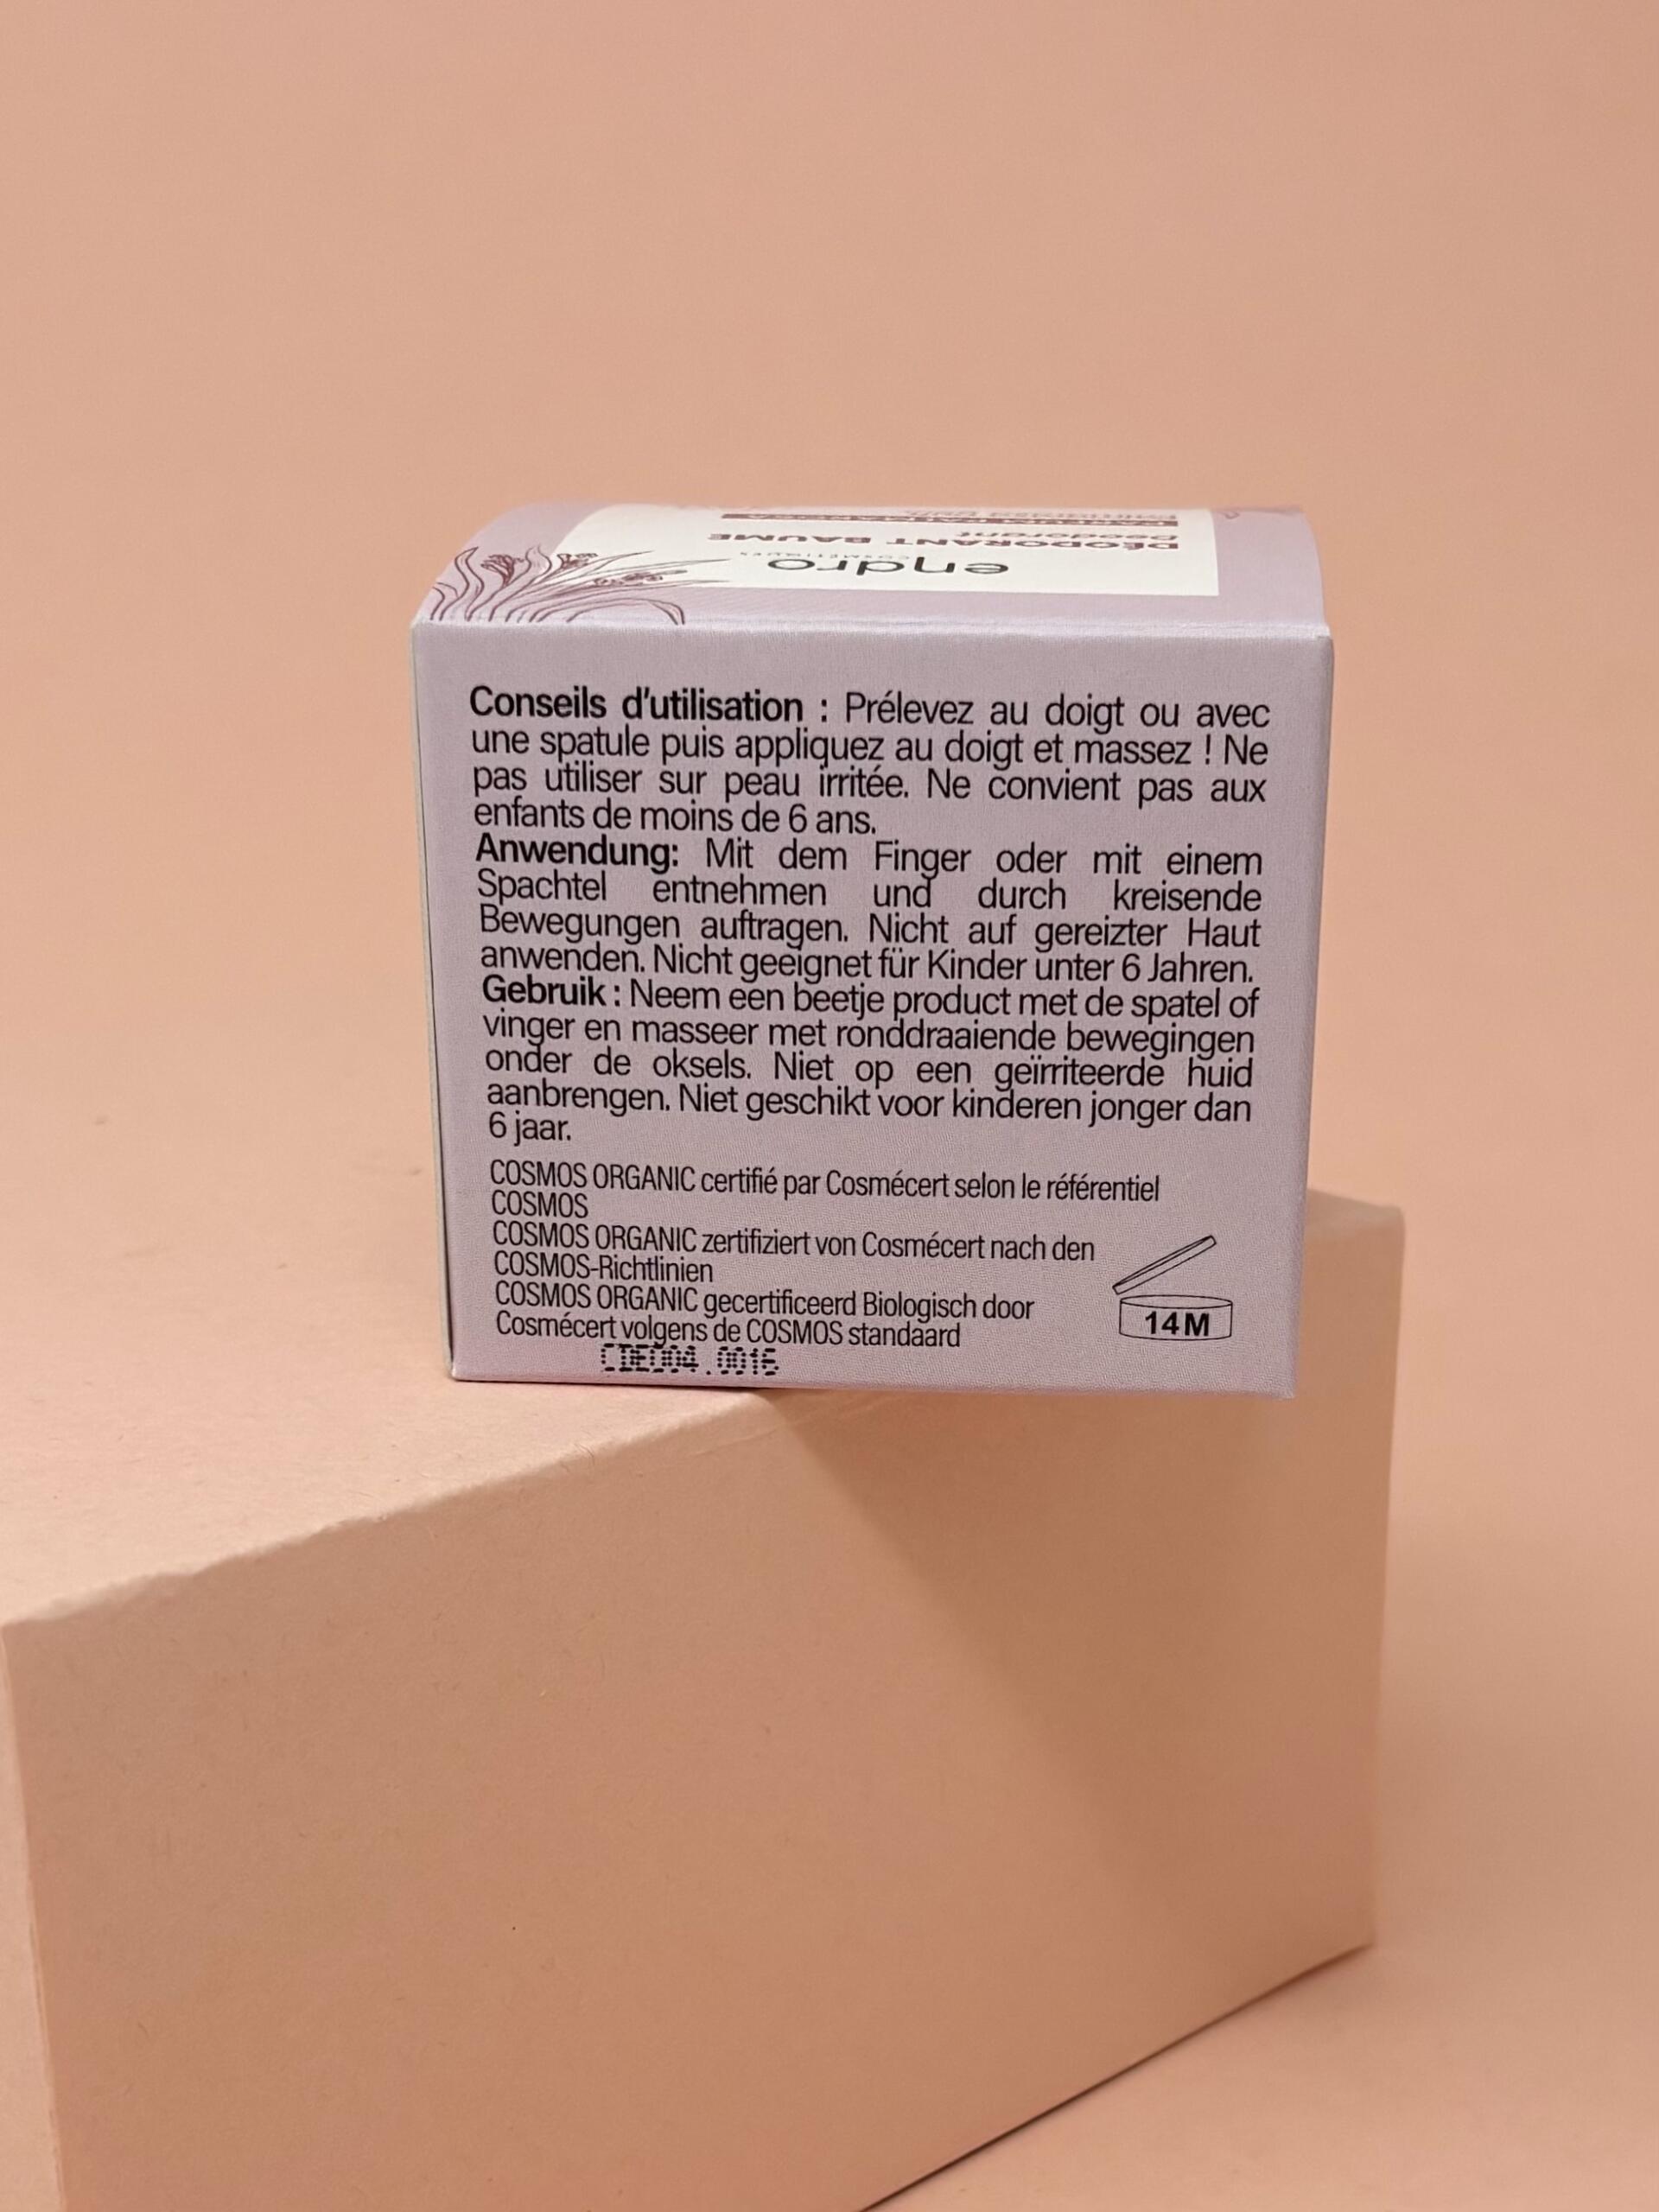 endro
COSMÉTIQUES
DÉODORANT BAUME
Déodorant
PARFUM PALMAROSA
Conseils d'utilisation : Prélevez au doigt ou avec
une spatule puis appliquez au doigt et massez ! Ne
pas utiliser sur peau irritée. Ne convient pas aux
enfants de moins de 6 ans.
Anwendung: Mit dem Finger oder mit einem
Spachtel entnehmen und durch kreisende
Bewegungen auftragen. Nicht auf gereizter Haut
anwenden. Nicht geeignet für Kinder unter 6 Jahren.
Gebruik : Neem een beetje product met de spatel of
vinger en masseer met ronddraaiende bewegingen
onder de oksels. Niet op een geïrriteerde huid
aanbrengen. Niet geschikt voor kinderen jonger dan
6 jaar.
COSMOS ORGANIC certifié par Cosmécert selon le référentiel
COSMOS
COSMOS ORGANIC zertifiziert von Cosmécert nach den
COSMOS-Richtlinien
COSMOS ORGANIC gecertificeerd Biologisch door
Cosmécert volgens de COSMOS standaard
14M